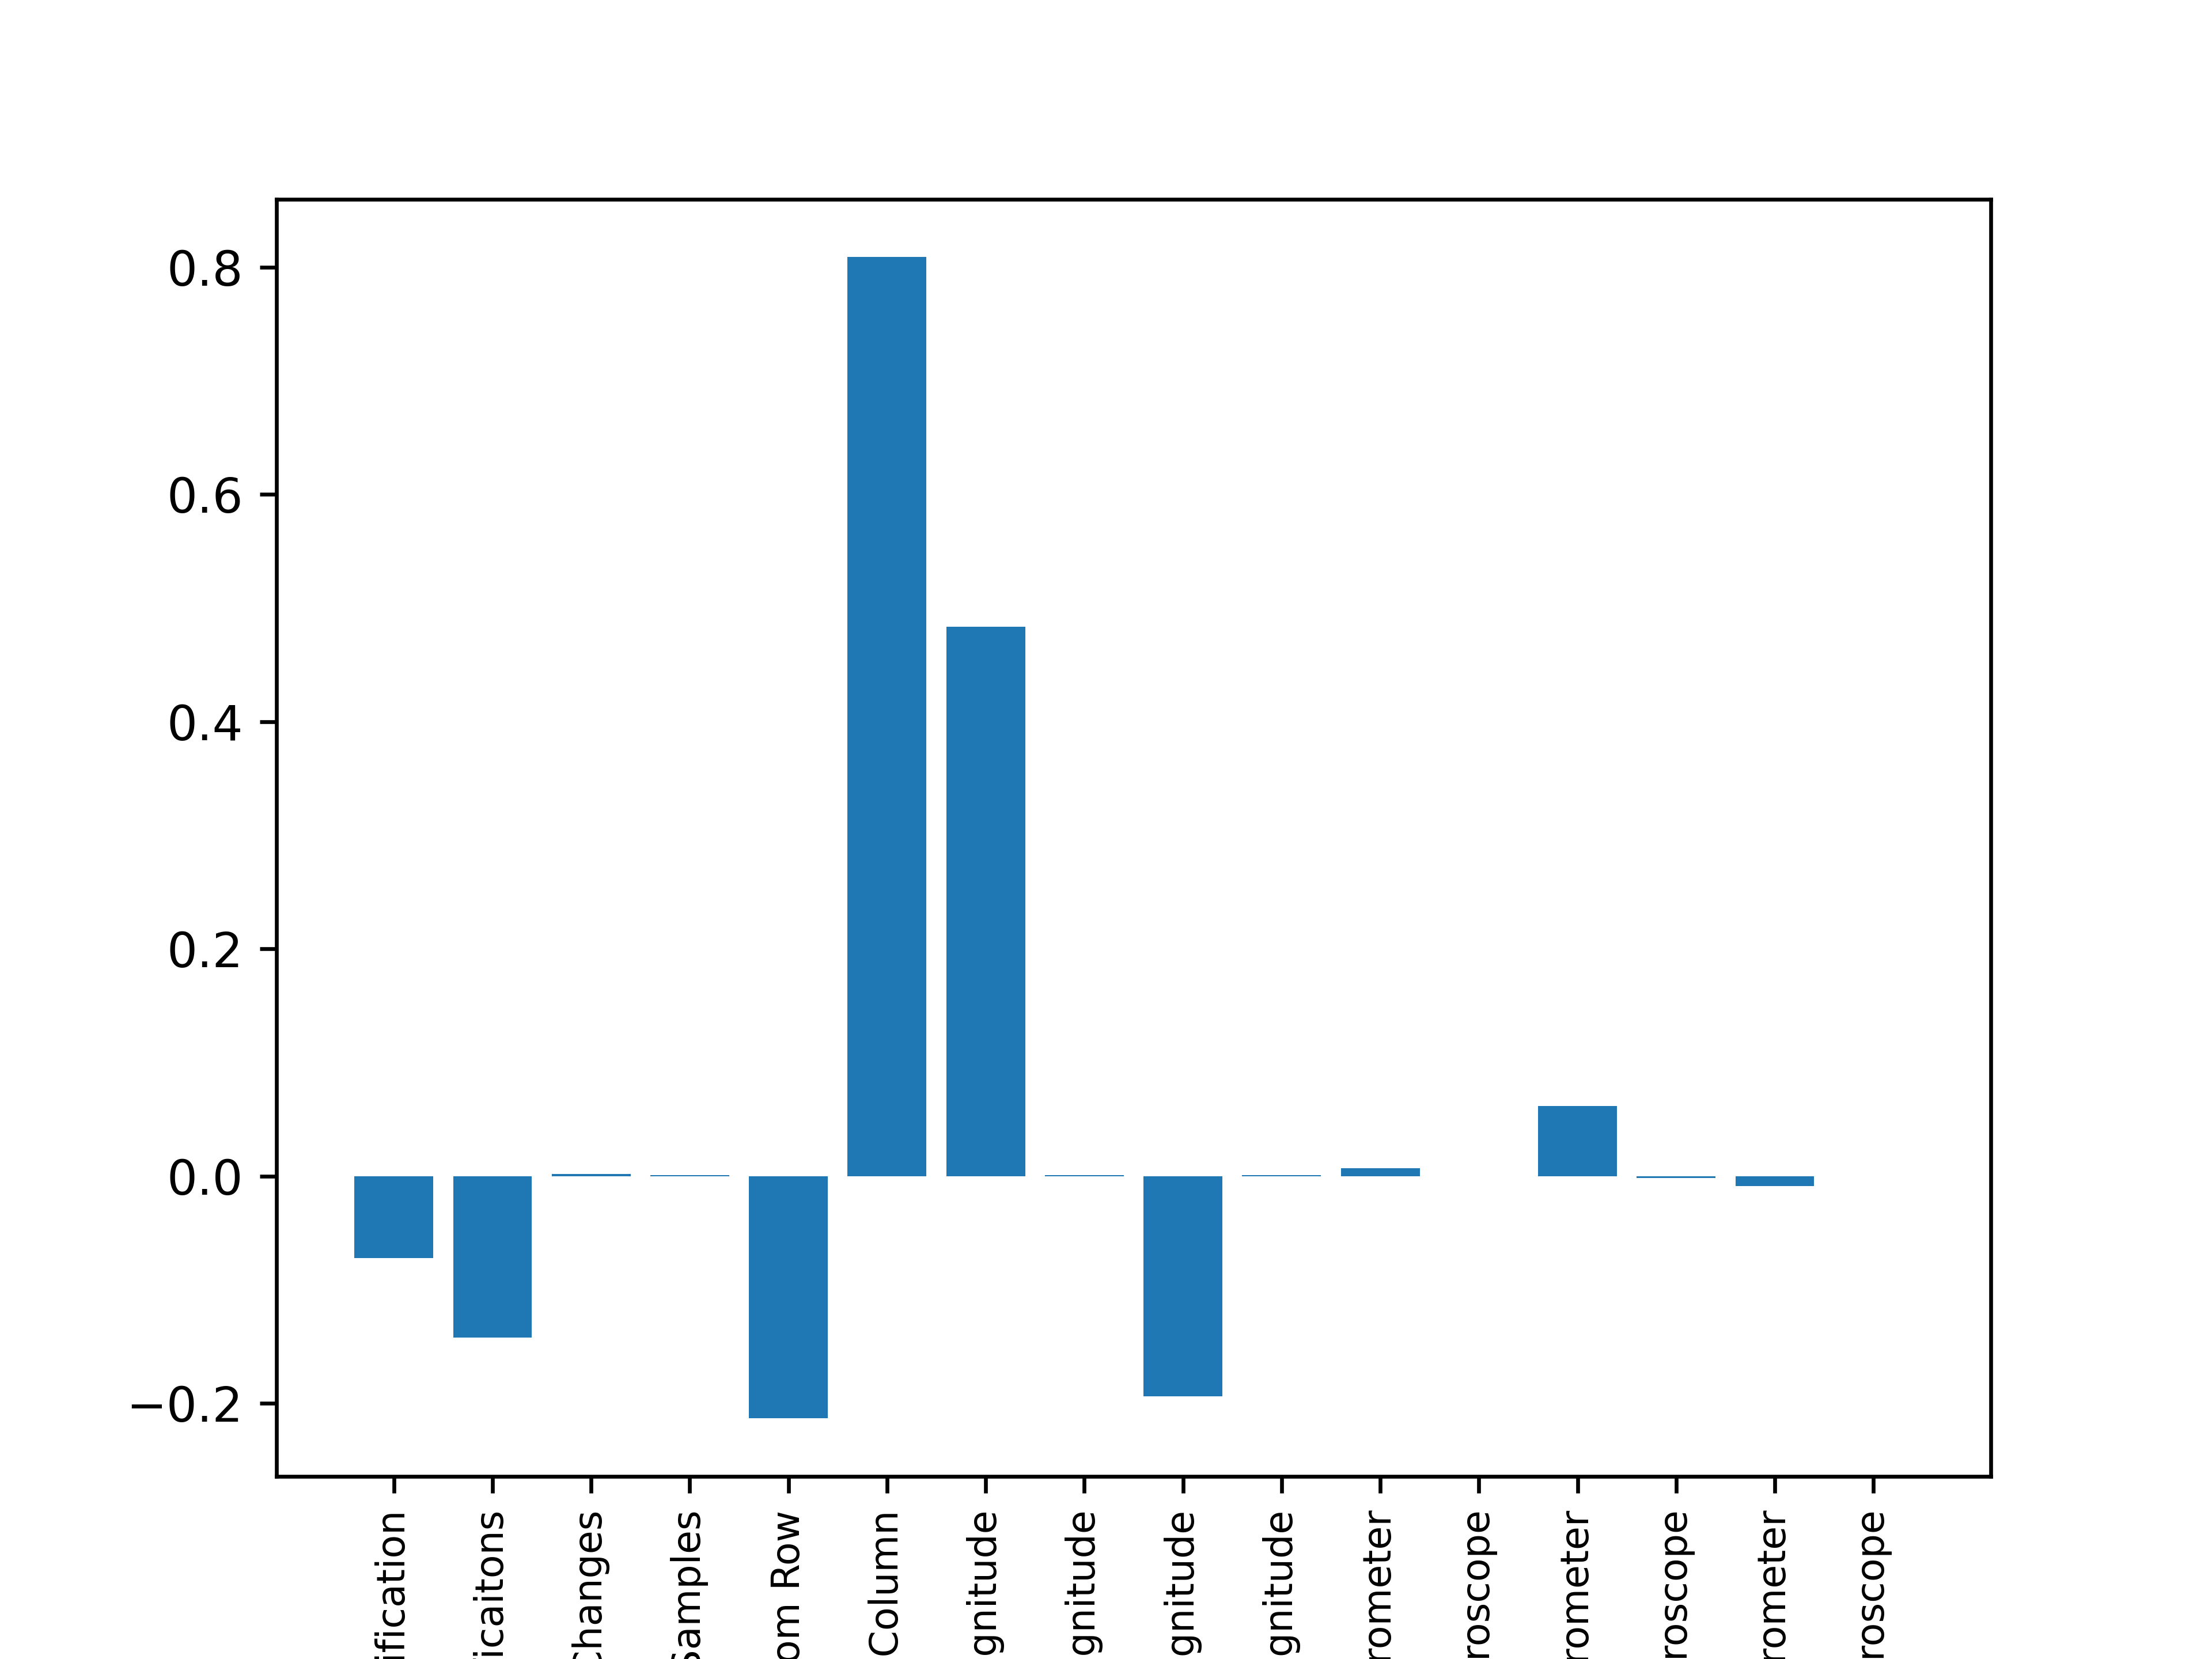 0.8
0.6
0.4
0.2
0.0
−0.2
ification
icaitons
Changes
Samples
om Row
Column
gnitude
gnitude
gnitude
gnitude
rometer
roscope
rometer
roscope
rometer
roscope